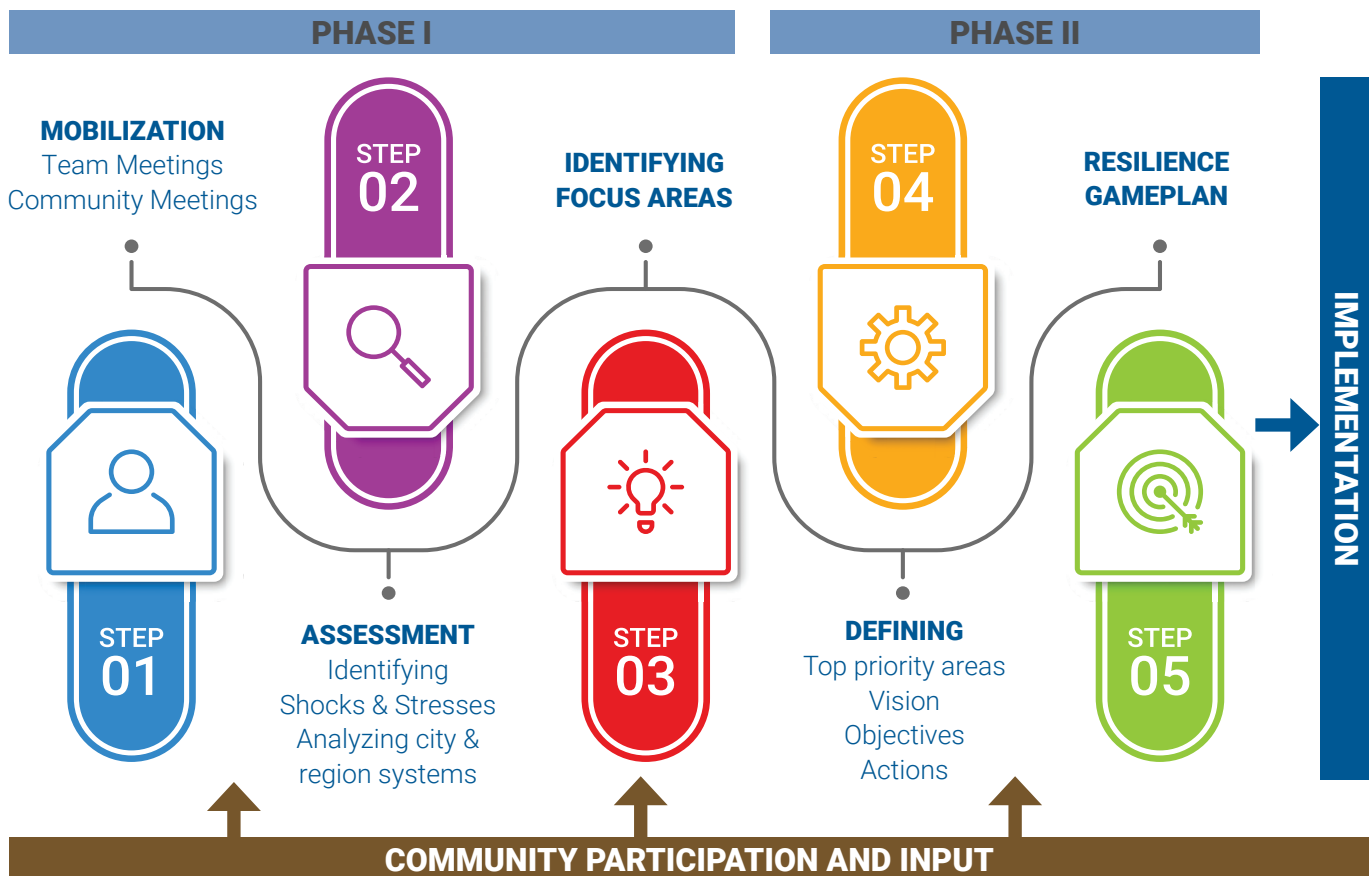 PHASE I
PHASE II
MOBILIZATION
Team Meetings
Community Meetings
STEP
01
STEP
02
ASSESSMENT
Identifying
Shocks & Stresses
Analyzing city &
region systems
IDENTIFYING
FOCUS AREAS
STEP
03
STEP
04
DEFINING
Top priority areas
Vision
Objectives
Actions
RESILIENCE
GAMEPLAN
STEP
05
IMPLEMENTATION
COMMUNITY PARTICIPATION AND INPUT